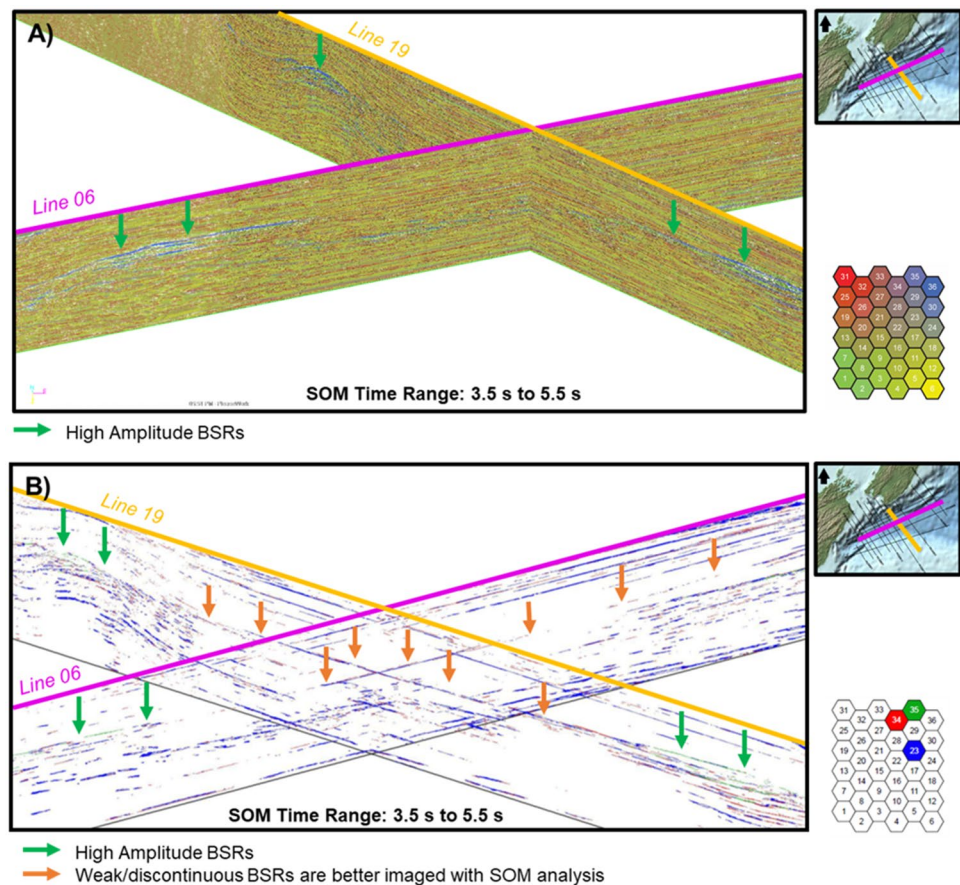 A)
Line 19
Line 06
SOM Time Range: 3.5 s to 5.5 s
31 33 35
32 34 36
25 27 29
26 28 30
19 21 23
20 22 24
13 15 17
14 16 18
7 9 11
8 10 12
1 3 5
2 4 6
High Amplitude BSRs
B)
Line 19
Line 06
SOM Time Range: 3.5 s to 5.5 s
31 33 35
32 34 36
25 27 29
26 28 30
19 21 23
20 22 24
13 15 17
14 16 18
7 9 11
8 10 12
1 3 5
2 4 6
High Amplitude BSRs
Weak/discontinuous BSRs are better imaged with SOM analysis